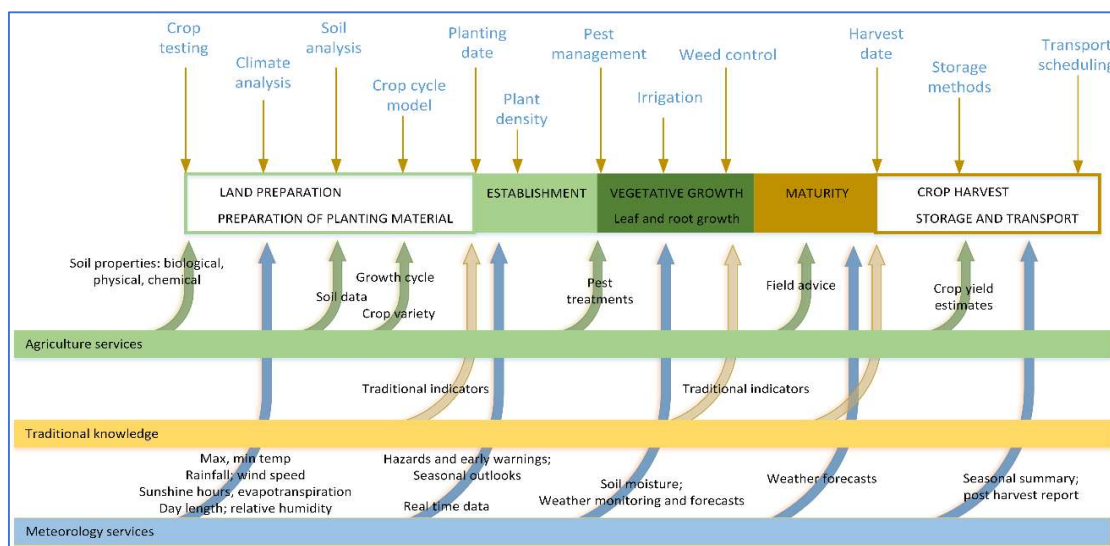 Crop
testing
Climate
analysis
Soil
analysis
Crop cycle
model
Planting
date
Plant
density
Pest
management
Irrigation
Weed control
Harvest
date
Storage
methods
Transport
scheduling
LAND PREPARATION
PREPARATION OF PLANTING MATERIAL
ESTABLISHMENT
VEGETATIVE GROWTH
Leaf and root growth
MATURITY
CROP HARVEST
STORAGE AND TRANSPORT
Soil properties: biological,
physical, chemical
Soil data
Growth cycle
Crop variety
Pest
treatments
Field advice
Crop yield
estimates
Agriculture services
Traditional indicators
Traditional indicators
Traditional knowledge
Max, min temp
Rainfall; wind speed
Sunshine hours, evapotranspiration
Day length; relative humidity
Hazards and early warnings;
Seasonal outlooks
Real time data
Soil moisture;
Weather monitoring and forecasts
Weather forecasts
Seasonal summary;
post harvest report
Meteorology services